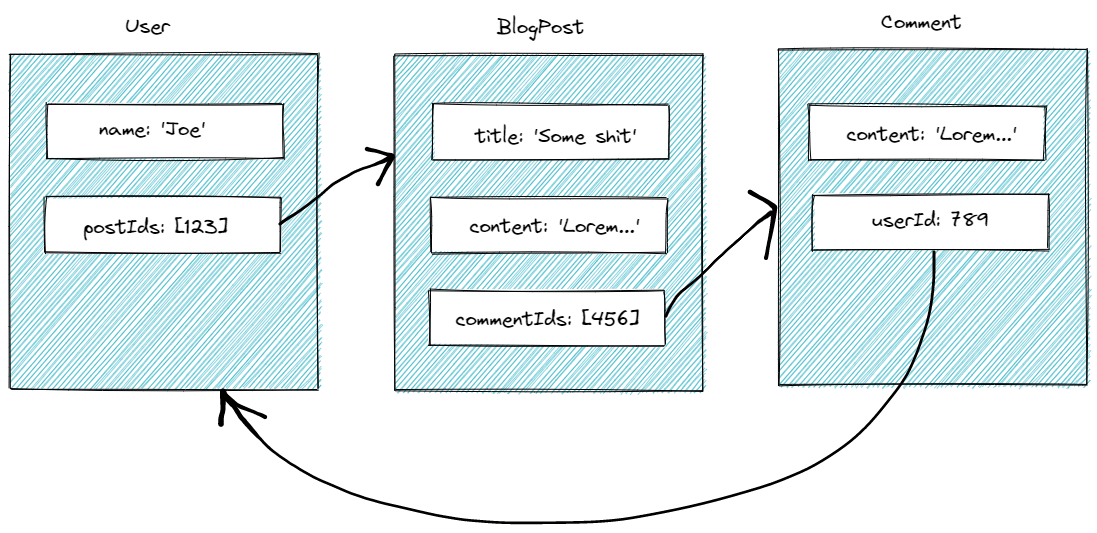 User
name: 'Joe'
postIds: [123]
BlogPost
title: 'Some shit'
content: 'Lorem...'
commentIds: [456]
Comment
content: 'Lorem...'
userId: 789